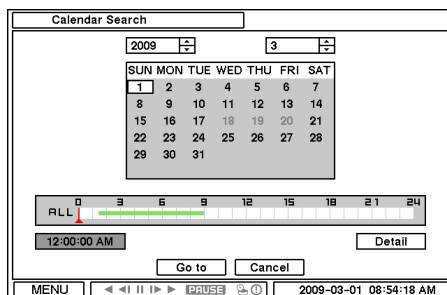 Calendar Search
2009 3
SUN MON TUE WED THU FRI SAT
1 2 3 4 5 6 7
8 9 10 11 12 13 14
15 16 17 18 19 20 21
22 23 24 25 26 27 28
29 30 31
0 3 6 9 12 15 18 21 24
ALL
12:00:00 AM Detail
Go to Cancel
MENU PAUSE 2009-03-01 08:54:18 AM